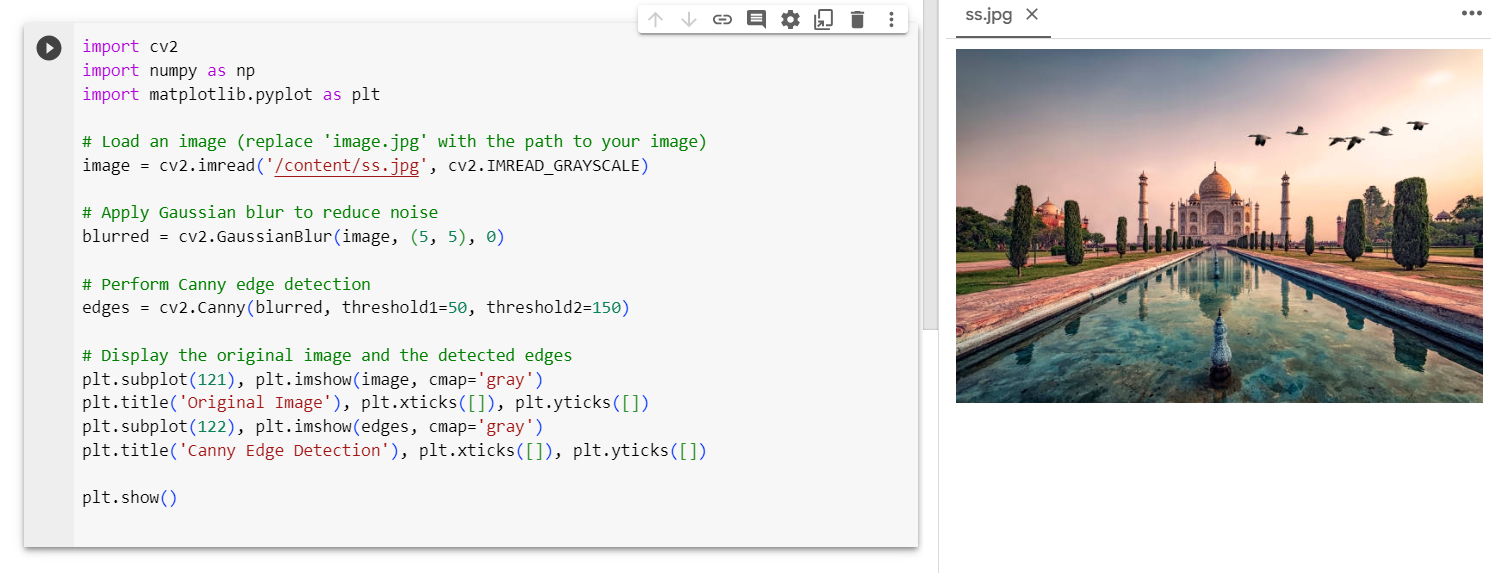 import cv2
import numpy as np
import matplotlib.pyplot as plt
# Load an image (replace 'image.jpg' with the path to your image)
image = cv2.imread('/content/ss.jpg', cv2.IMREAD_GRAYSCALE)
# Apply Gaussian blur to reduce noise
blurred = cv2.GaussianBlur(image, (5, 5), 0)
# Perform Canny edge detection
edges = cv2.Canny(blurred, threshold1=50, threshold2=150)
# Display the original image and the detected edges
plt.subplot(121), plt.imshow(image, cmap='gray')
plt.title('Original Image'), plt.xticks([]), plt.yticks([])
plt.subplot(122), plt.imshow(edges, cmap='gray')
plt.title('Canny Edge Detection'), plt.xticks([]), plt.yticks([])
plt.show()
ss.jpg